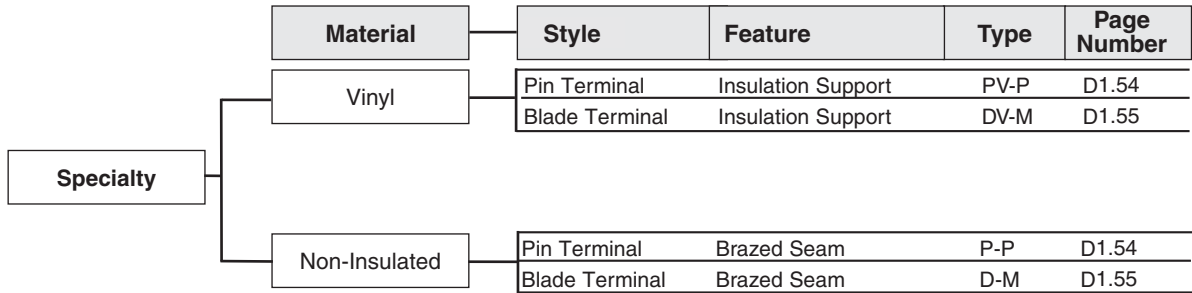 Material Style Feature Type Page Number
Vinyl
Pin Terminal Insulation Support PV-P D1.54
Blade Terminal Insulation Support DV-M D1.55
Specialty
Non-Insulated
Pin Terminal Brazed Seam P-P D1.54
Blade Terminal Brazed Seam D-M D1.55